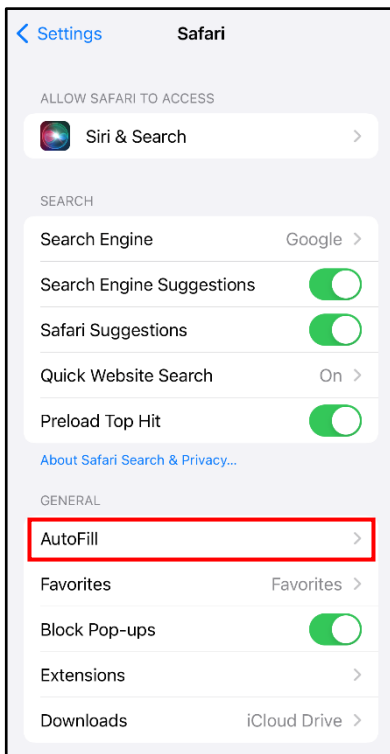 Settings Safari
ALLOW SAFARI TO ACCESS
Siri & Search
SEARCH
Search Engine Google
Search Engine Suggestions
Safari Suggestions
Quick Website Search On
Preload Top Hit
About Safari Search & Privacy...
GENERAL
AutoFill
Favorites Favorites
Block Pop-ups
Extensions
Downloads iCloud Drive